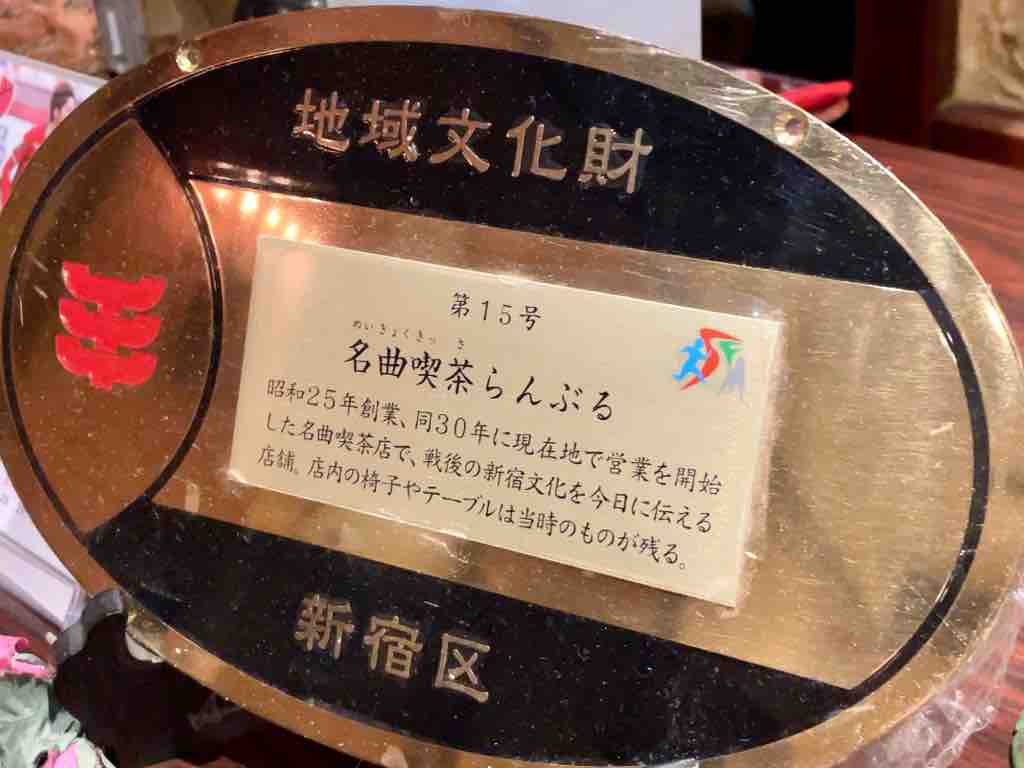 地域文化財
第15号
めいきょくきっさ
名曲喫茶らんぶる
昭和25年創業、同30年に現在地で営業を開始
した名曲喫茶店で、戦後の新宿文化を今日に伝える
店舗。店内の椅子やテーブルは当時のものが残る。
新宿区